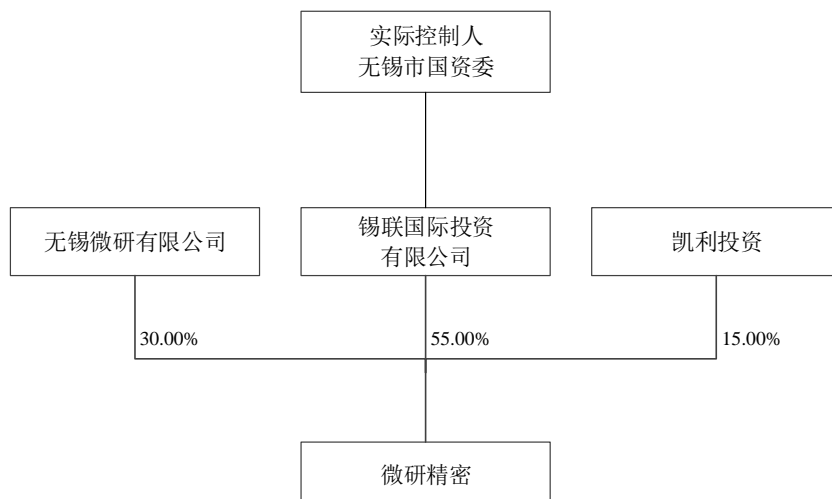 实际控制人
无锡市国资委
无锡微研有限公司
锡联国际投资
有限公司
凯利投资
30.00%
55.00%
15.00%
微研精密